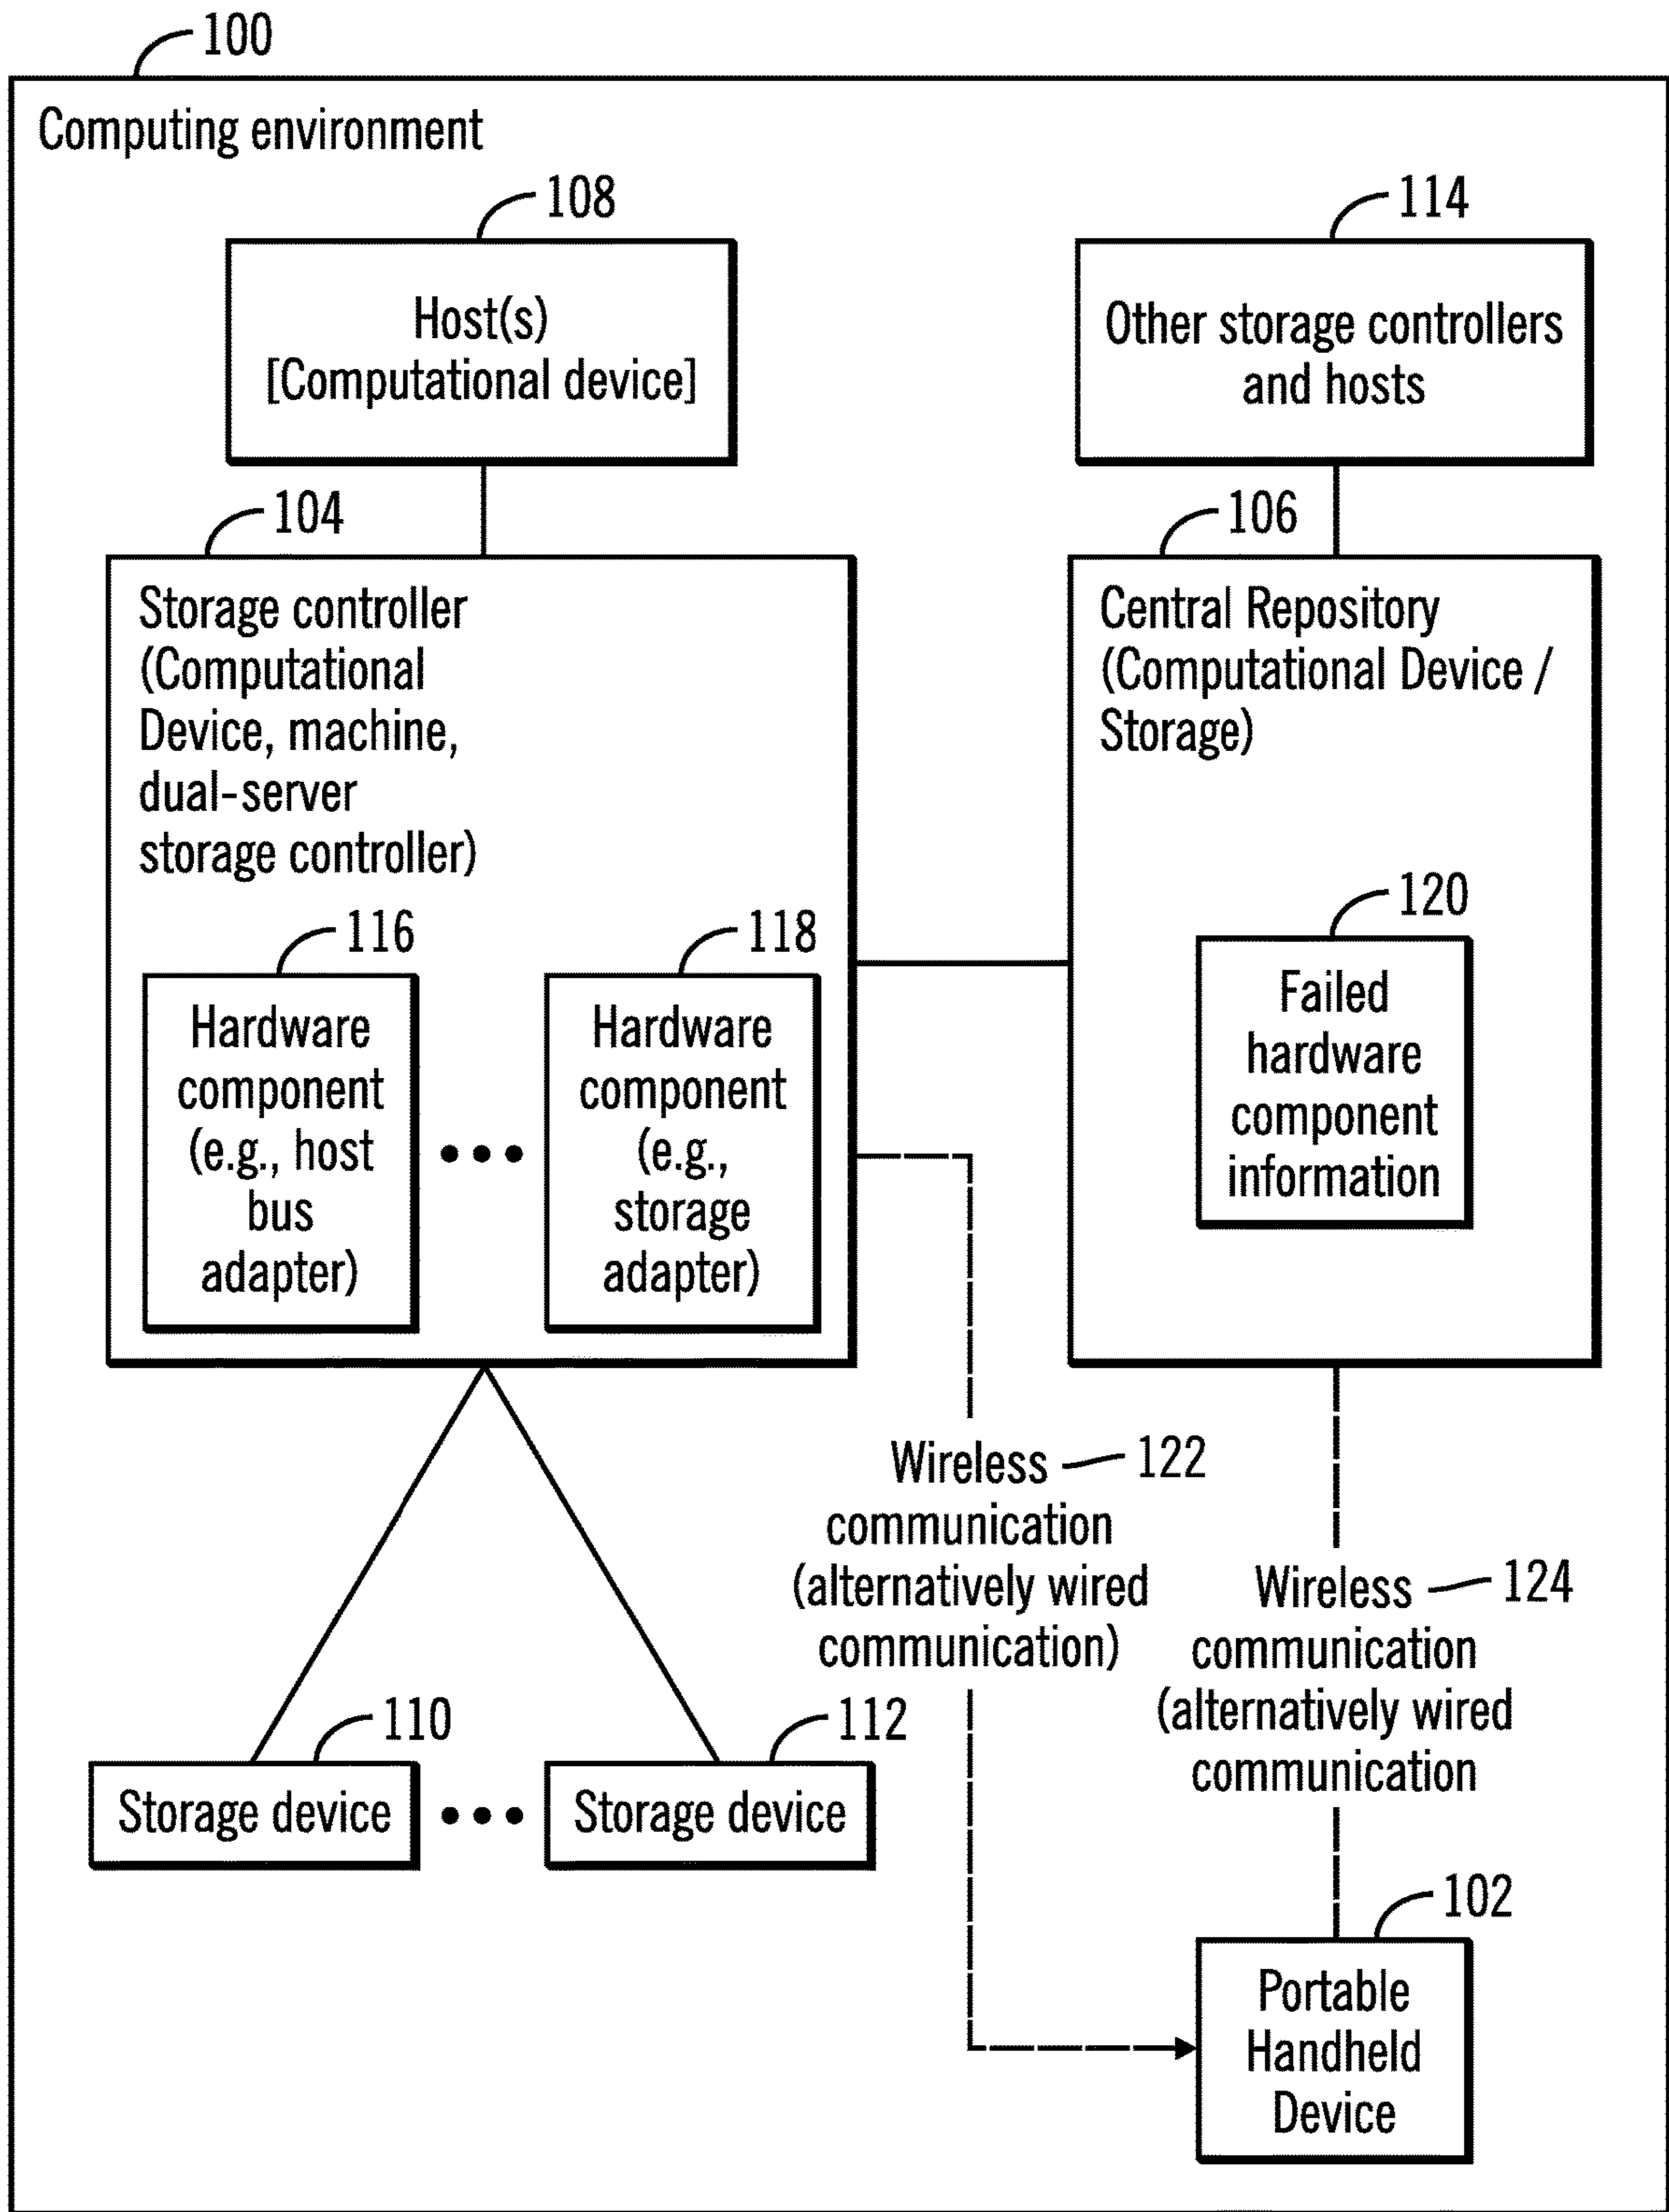 100
Computing environment
108
Host(s)
[Computational device]
114
Other storage controllers
and hosts
104
Storage controller
(Computational
Device, machine,
dual-server
storage controller)
116
Hardware
component
(e.g., host
bus
adapter)
118
Hardware
component
(e.g.,
storage
adapter)
106
Central Repository
(Computational Device /
Storage)
120
Failed
hardware
component
information
Wireless 122
communication
(alternatively wired
communication)
Wireless 124
communication
(alternatively wired
communication
110
Storage device
112
Storage device
102
Portable
Handheld
Device